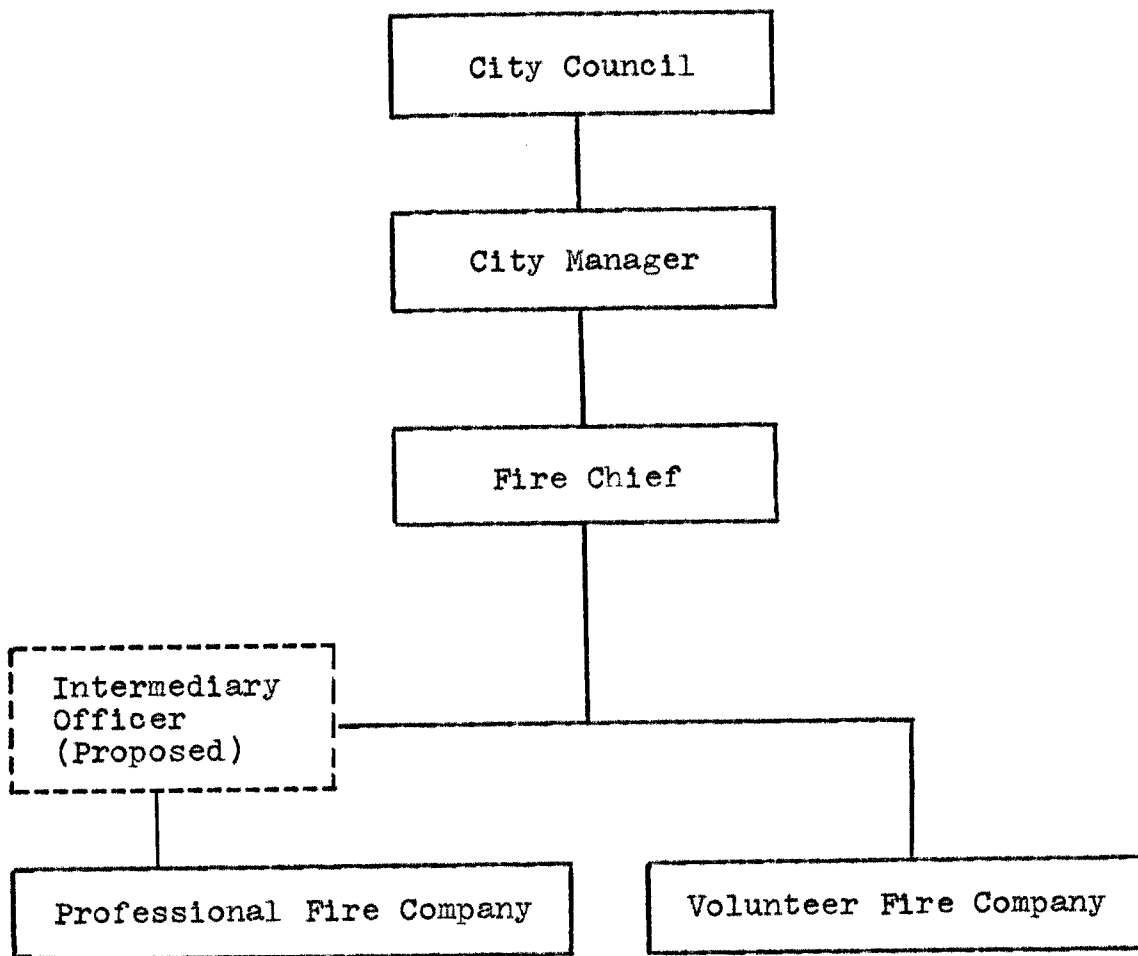 City Council
City Manager
Fire Chief
Intermediary
Officer
(Proposed)
Professional Fire Company
Volunteer Fire Company